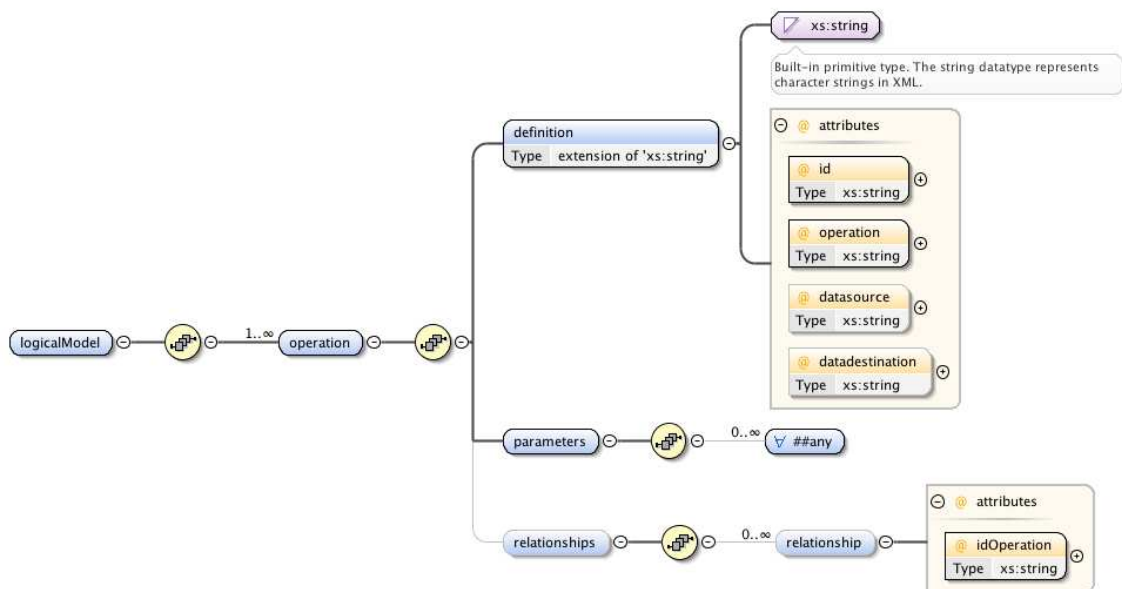 xs:string
Built-in primitive type. The string datatype represents
character strings in XML.
@ attributes
definition
Type extension of 'xs:string'
@ id
Type xs:string
@ operation
Type xs:string
@ datasource
Type xs:string
logicalModel
1..∞
operation
@ datadestination
Type xs:string
parameters
0..∞
∀ ##any
@ attributes
relationships
0..∞
relationship
@ idOperation
Type xs:string